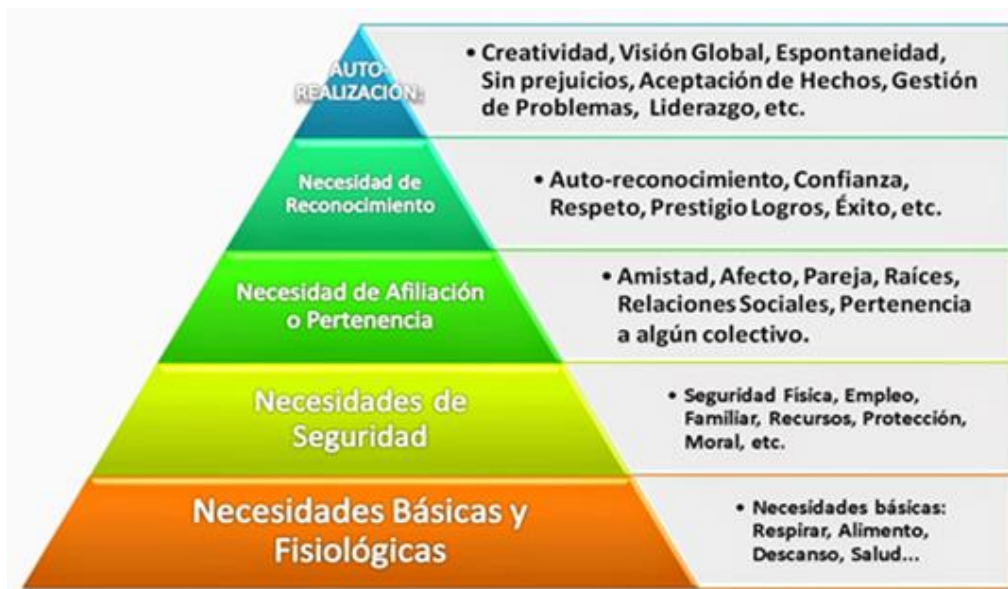 AUTO-
REALIZACIÓN:
• Creatividad, Visión Global, Espontaneidad,
Sin prejuicios, Aceptación de Hechos, Gestión
de Problemas, Liderazgo, etc.
Necesidad de
Reconocimiento
• Auto-reconocimiento, Confianza,
Respeto, Prestigio Logros, Éxito, etc.
Necesidad de Afiliación
o Pertenencia
• Amistad, Afecto, Pareja, Raíces,
Relaciones Sociales, Pertenencia
a algún colectivo.
Necesidades de
Seguridad
• Seguridad Física, Empleo,
Familiar, Recursos, Protección,
Moral, etc.
Necesidades Básicas y
Fisiológicas
• Necesidades básicas:
Respirar, Alimento,
Descanso, Salud...